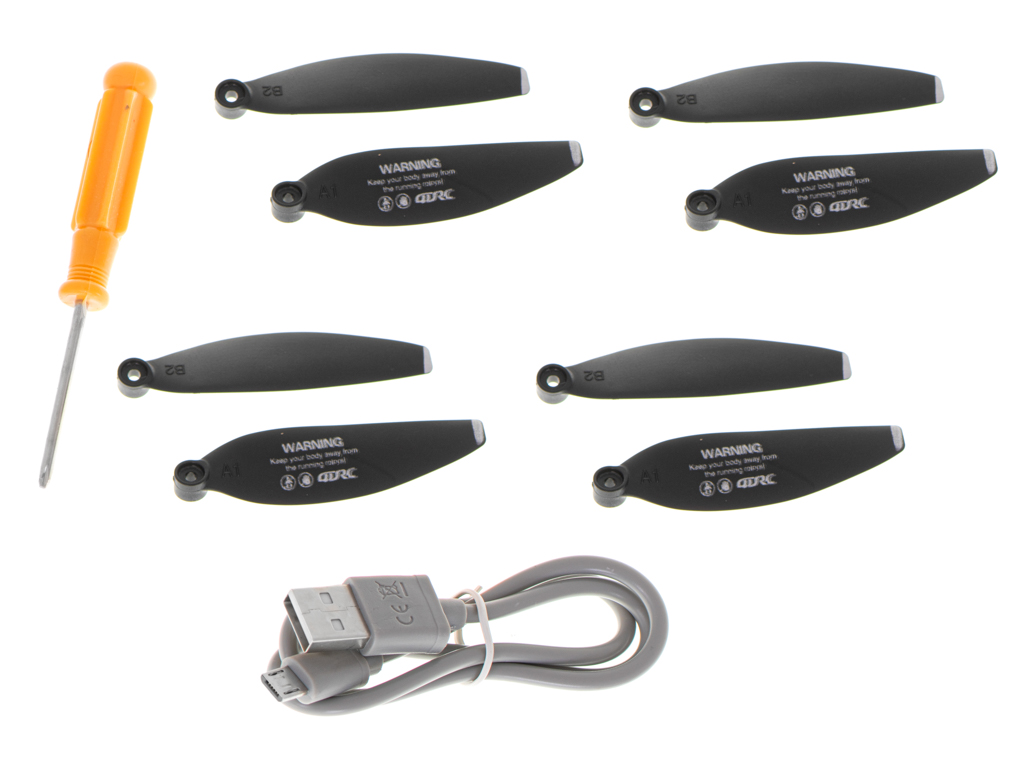 B2
B2
WARNING
Keep your body away from
the running rotors!
A1
4DRC
WARNING
Keep your body away from
the running rotors!
A1
4DRC
B2
B2
WARNING
Keep your body away from
the running rotors!
A1
4DRC
WARNING
Keep your body away from
the running rotors!
A1
4DRC
CE